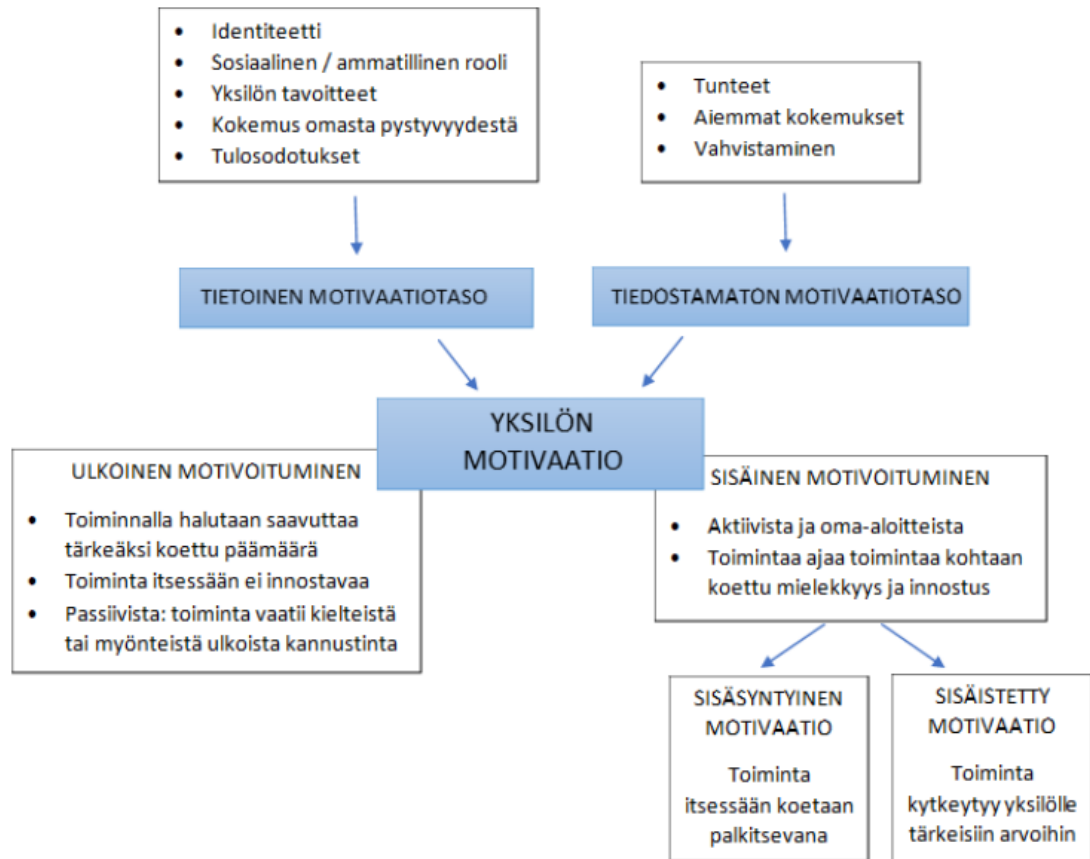 • Identiteetti
• Sosiaalinen / ammatillinen rooli
• Yksilön tavoitteet
• Kokemus omasta pystyvyydestä
• Tulosodotukset
• Tunteet
• Aiemmat kokemukset
• Vahvistaminen
TIETOINEN MOTIVAATIOTASO
TIEDOSTAMATON MOTIVAATIOTASO
YKSILÖN
MOTIVAATIO
ULKOINEN MOTIVOITUMINEN
• Toiminnalla halutaan saavuttaa
tärkeäksi koettu päämäärä
• Toiminta itsessään ei innostavaa
• Passiivista: toiminta vaatii kielteistä
tai myönteistä ulkoista kannustinta
SISÄINEN MOTIVOITUMINEN
• Aktiivista ja oma-aloitteista
• Toimintaa ajaa toimintaa kohtaan
koettu mielekkyys ja innostus
SISÄSYNTYINEN
MOTIVAATIO
Toiminta
itsessään koetaan
palkitsevana
SISÄISTETTY
MOTIVAATIO
Toiminta
kytkeytyy yksilölle
tärkeisiin arvoihin